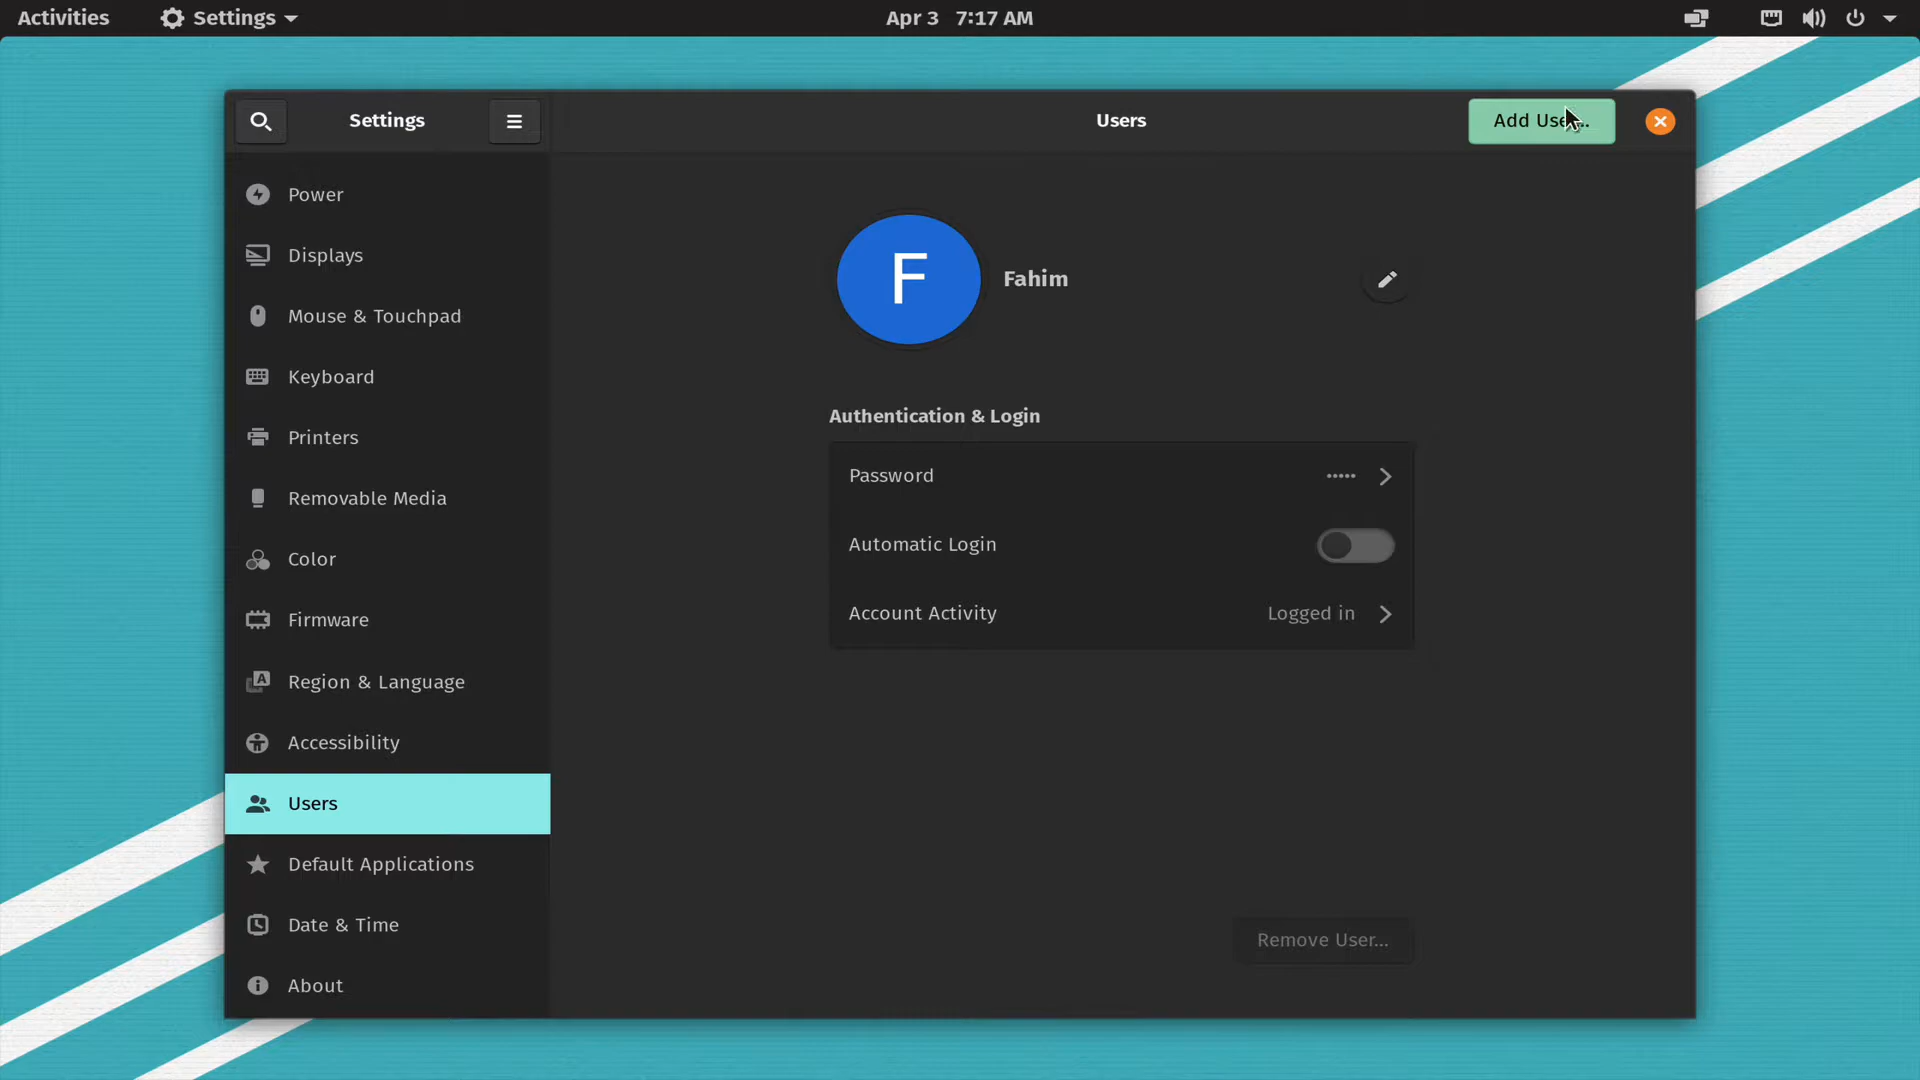 Activities
Settings
Apr 3 7:17 AM
Settings
Users
Add Use...
Power
Displays
Mouse & Touchpad
Keyboard
Printers
Removable Media
Color
Firmware
Region & Language
Accessibility
Users
Default Applications
Date & Time
About
F
Fahim
Authentication & Login
Password
•••••
Automatic Login
Account Activity
Logged in
Remove User...